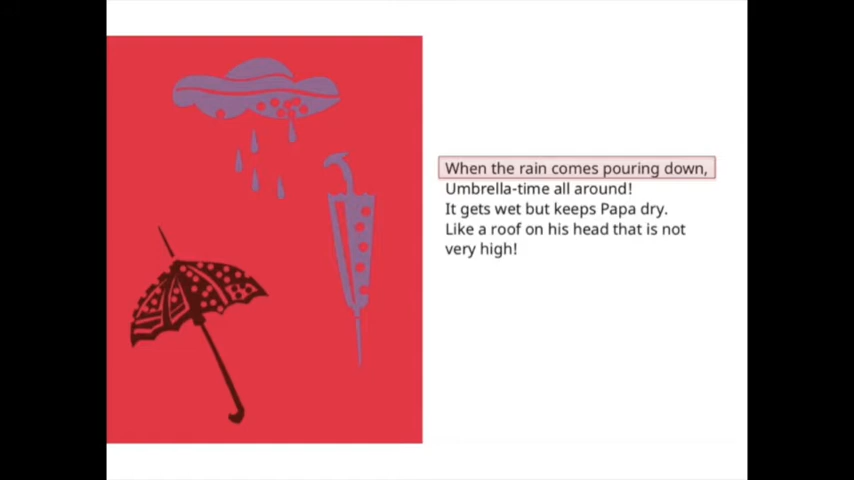 When the rain comes pouring down,
Umbrella-time all around!
It gets wet but keeps Papa dry.
Like a roof on his head that is not
very high!